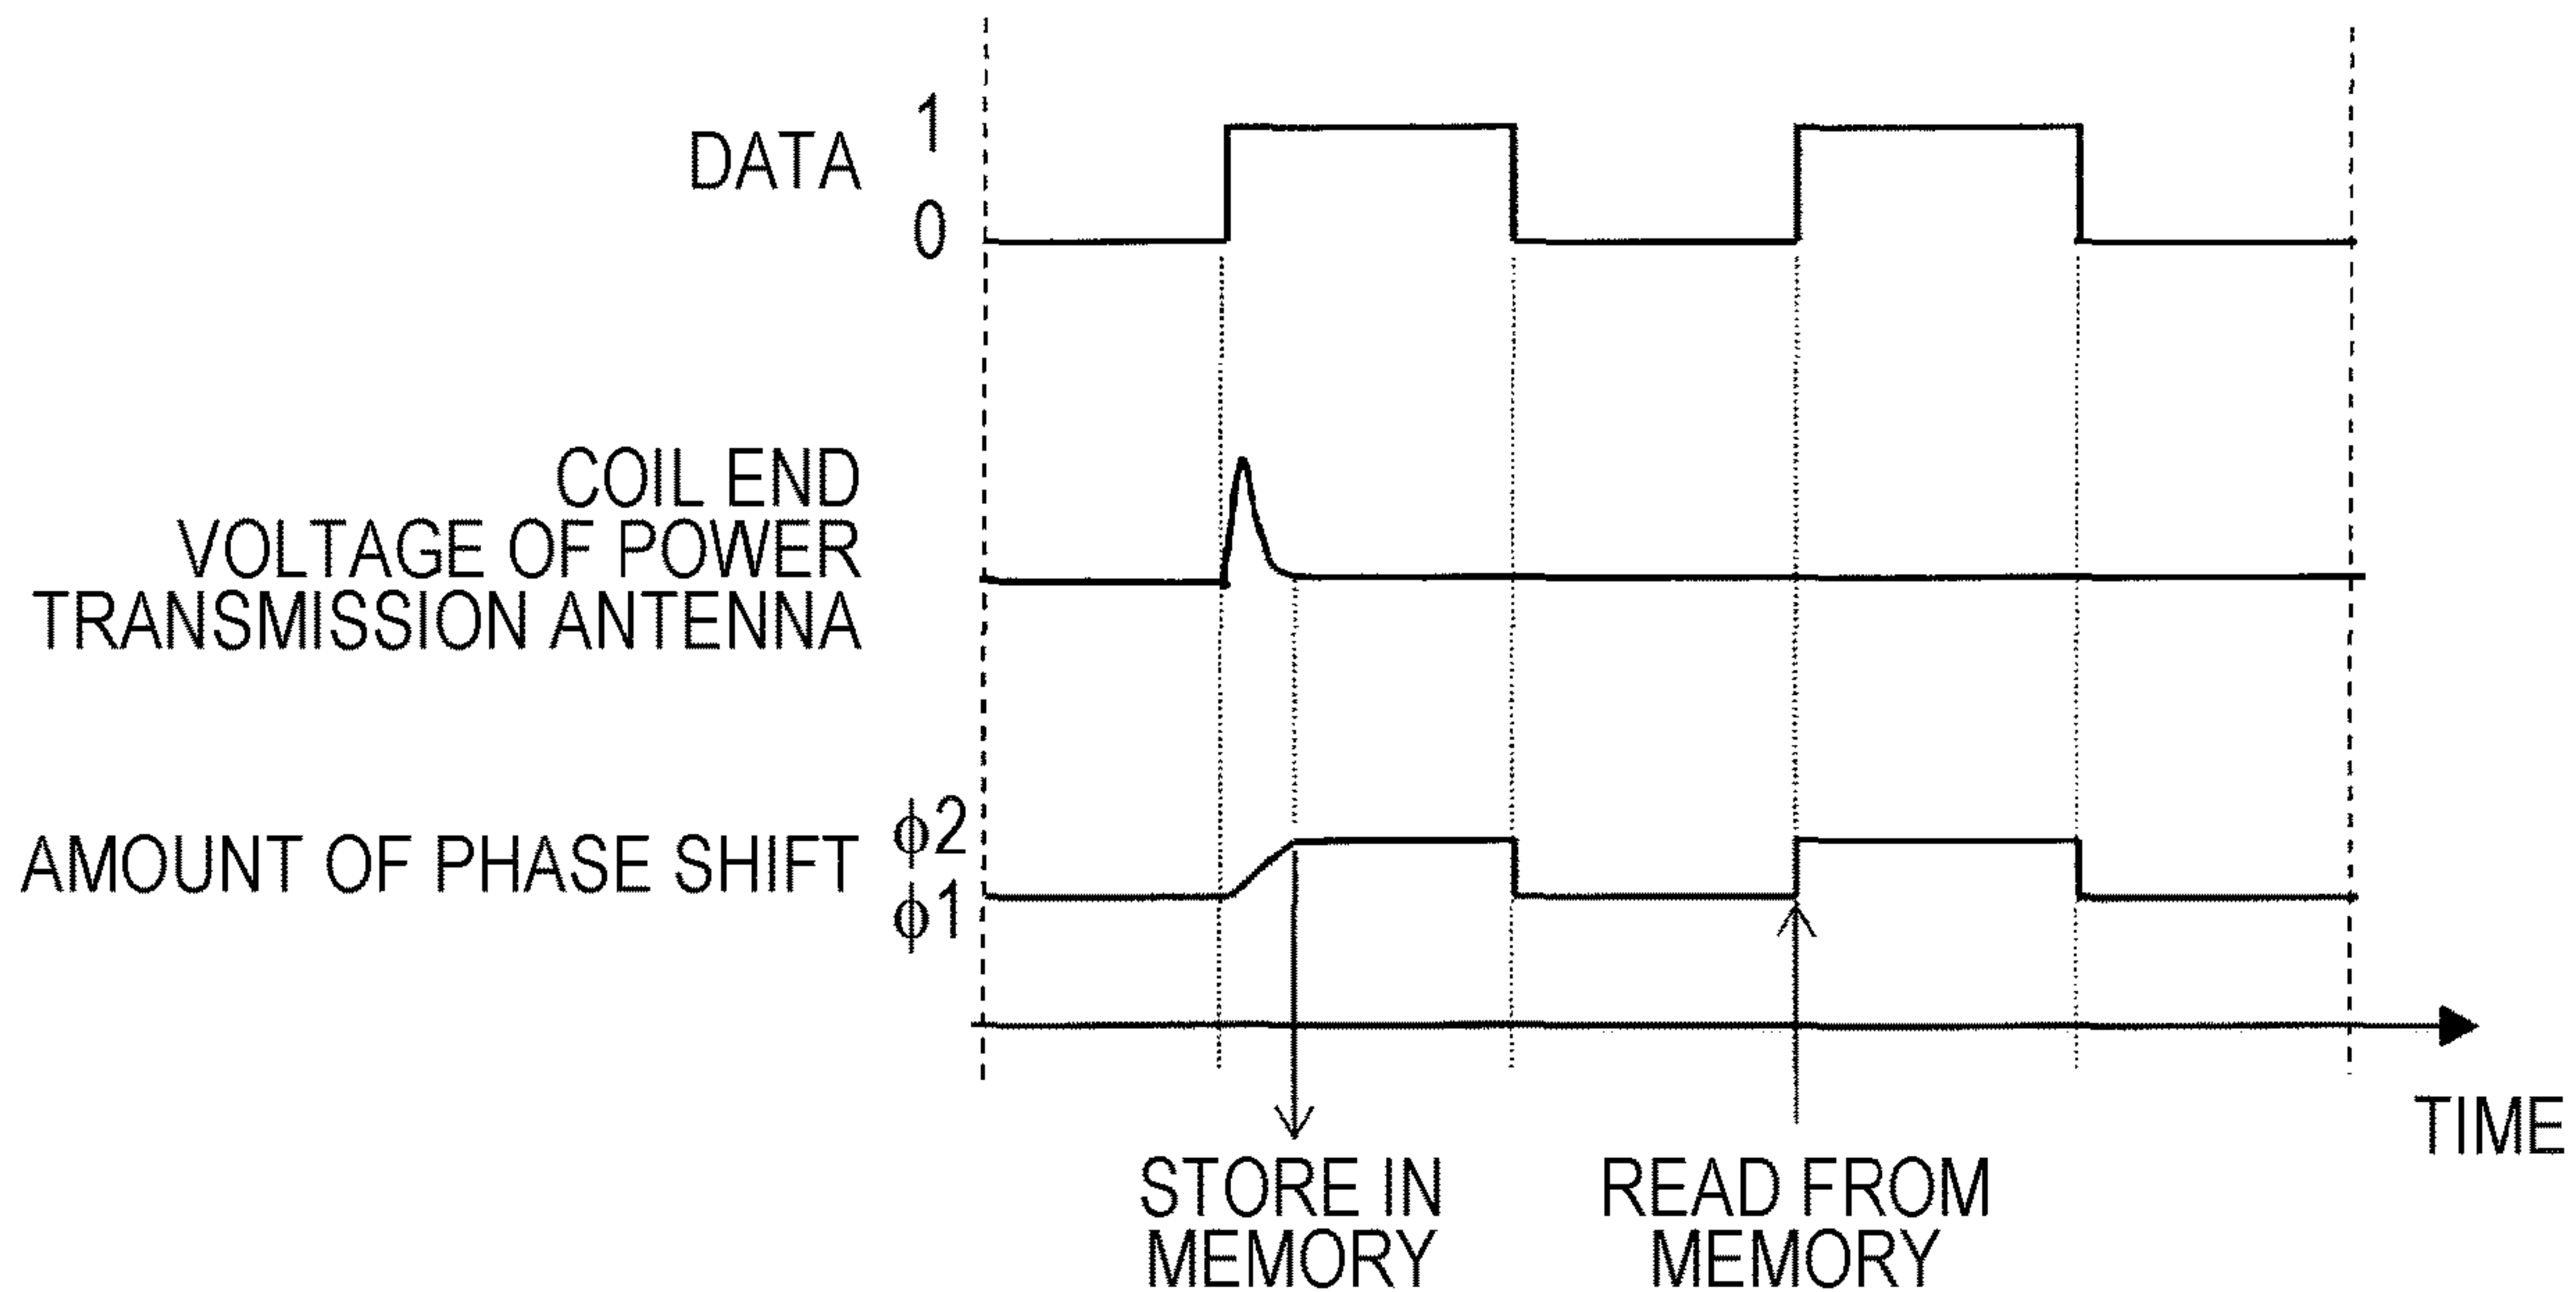 DATA
1
0
COIL END
VOLTAGE OF POWER
TRANSMISSION ANTENNA
AMOUNT OF PHASE SHIFT
ϕ2
ϕ1
TIME
STORE IN
MEMORY
READ FROM
MEMORY